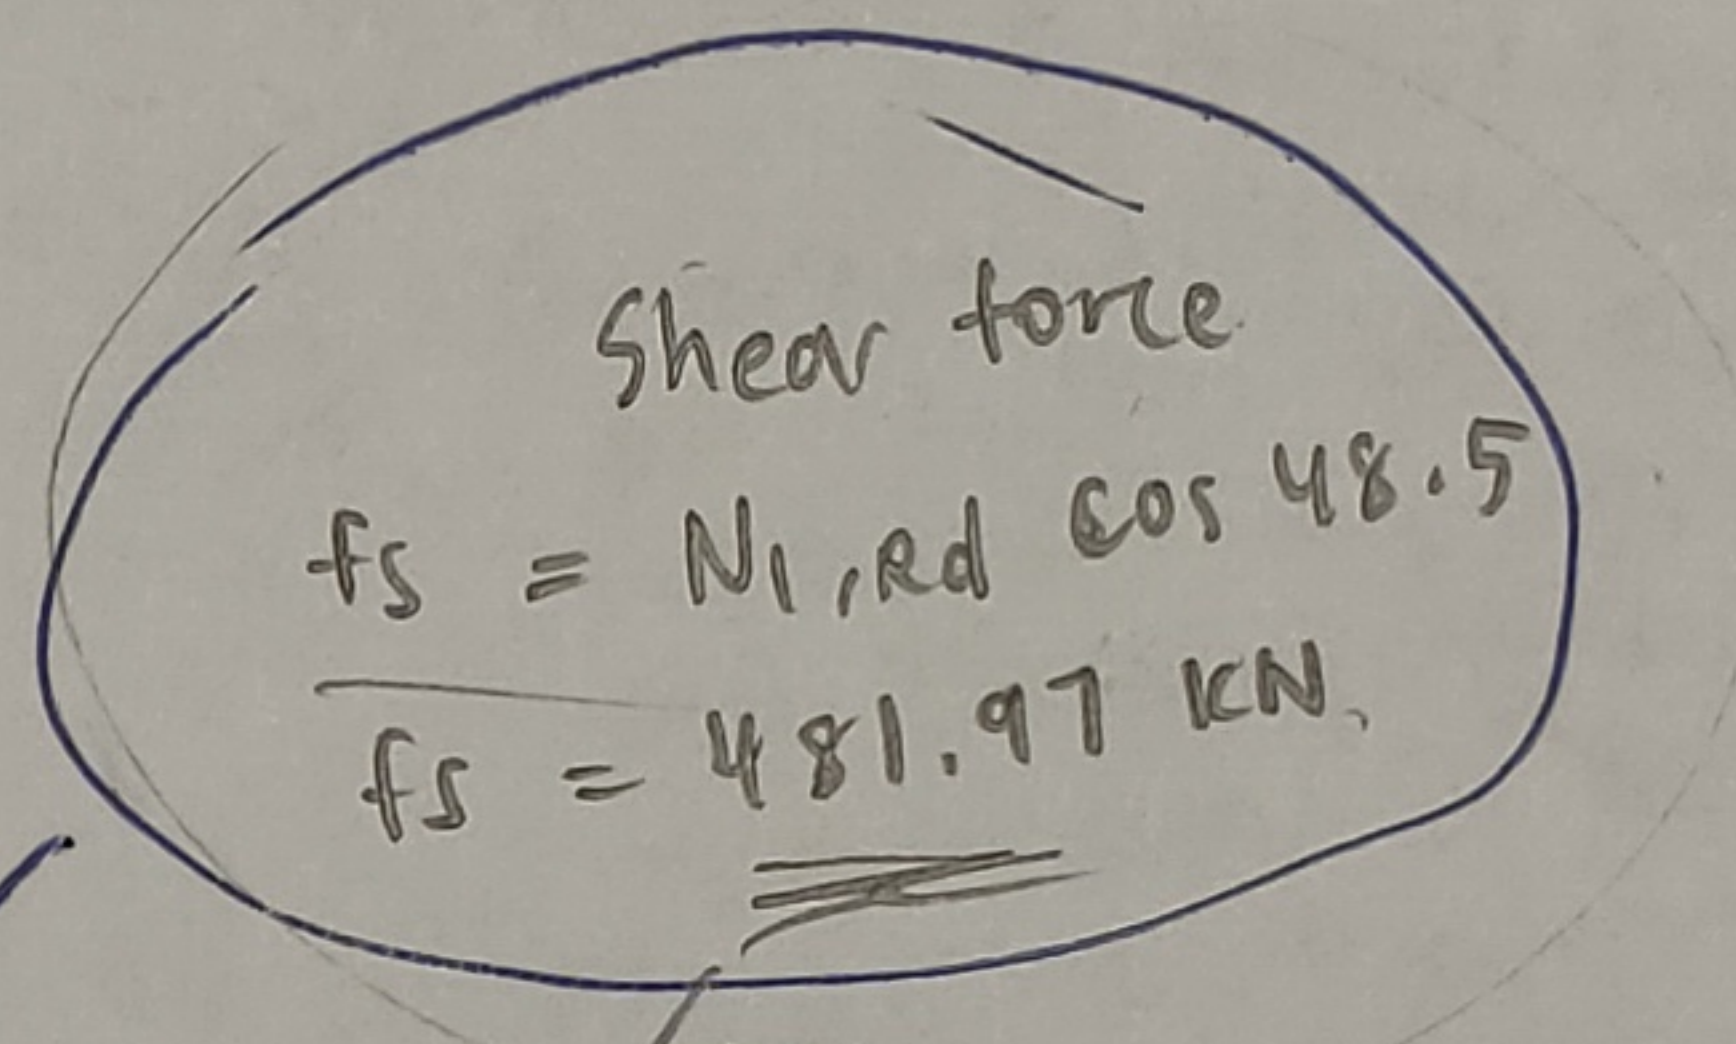 Shear force
fs = N1,Rd cos 48.5
fs = 481.97 KN.